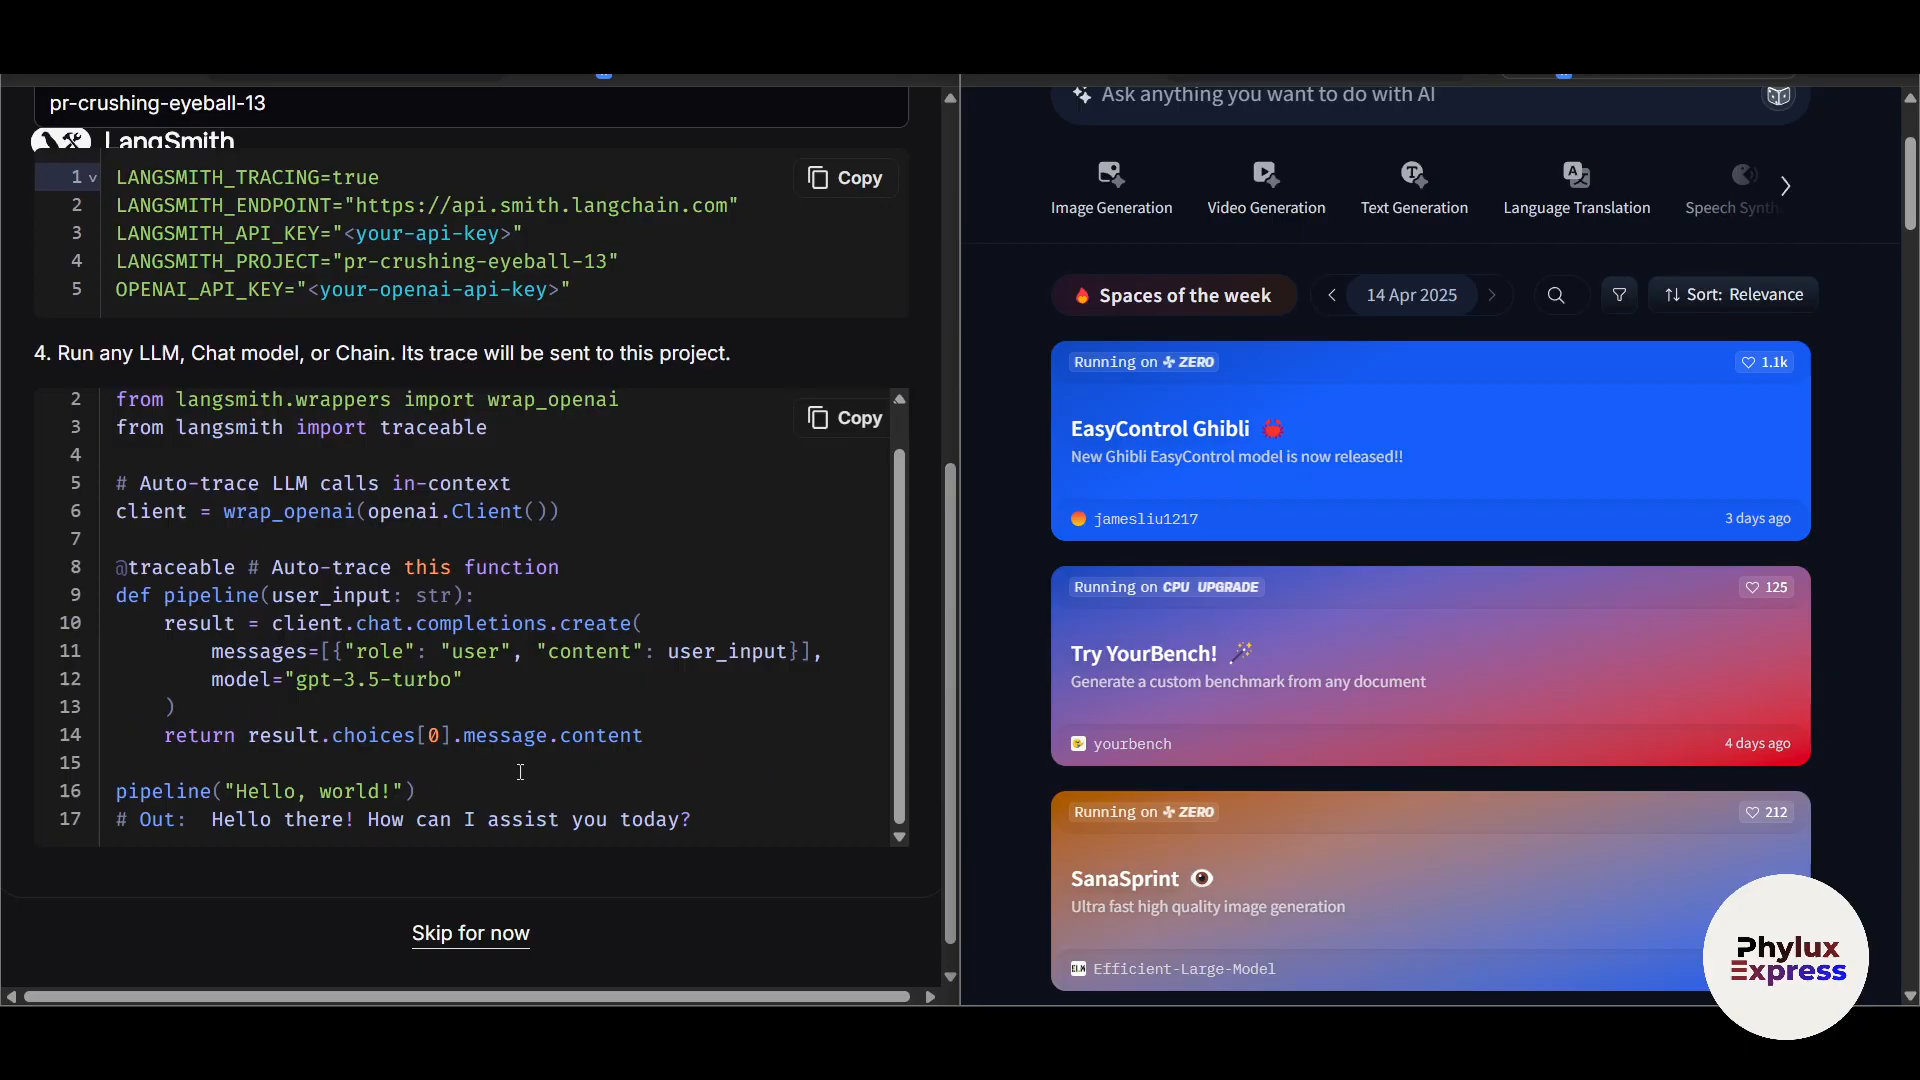 pr-crushing-eyeball-13
LangSmith
1 LANGSMITH_TRACING=true
2 LANGSMITH_ENDPOINT="https://api.smith.langchain.com"
3 LANGSMITH_API_KEY="<your-api-key>"
4 LANGSMITH_PROJECT="pr-crushing-eyeball-13"
5 OPENAI_API_KEY="<your-openai-api-key>"
Copy
4. Run any LLM, Chat model, or Chain. Its trace will be sent to this project.
2 from langsmith.wrappers import wrap_openai
3 from langsmith import traceable
4
5 # Auto-trace LLM calls in-context
6 client = wrap_openai(openai.Client())
7
8 @traceable # Auto-trace this function
9 def pipeline(user_input: str):
10 result = client.chat.completions.create(
11 messages=[{"role": "user", "content": user_input}],
12 model="gpt-3.5-turbo"
13 )
14 return result.choices[0].message.content
15
16 pipeline("Hello, world!")
17 # Out:  Hello there! How can I assist you today?
Copy
Skip for now
Ask anything you want to do with AI
Image Generation
Video Generation
Text Generation
Language Translation
Speech Synth
Spaces of the week
14 Apr 2025
Sort: Relevance
Running on ZERO
1.1k
EasyControl Ghibli
New Ghibli EasyControl model is now released!!
jamesliu1217
3 days ago
Running on CPU UPGRADE
125
Try YourBench!
Generate a custom benchmark from any document
yourbench
4 days ago
Running on ZERO
212
SanaSprint
Ultra fast high quality image generation
Efficient-Large-Model
Phylux
Express